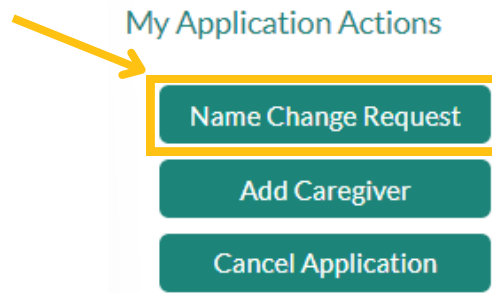 My Application Actions
Name Change Request
Add Caregiver
Cancel Application